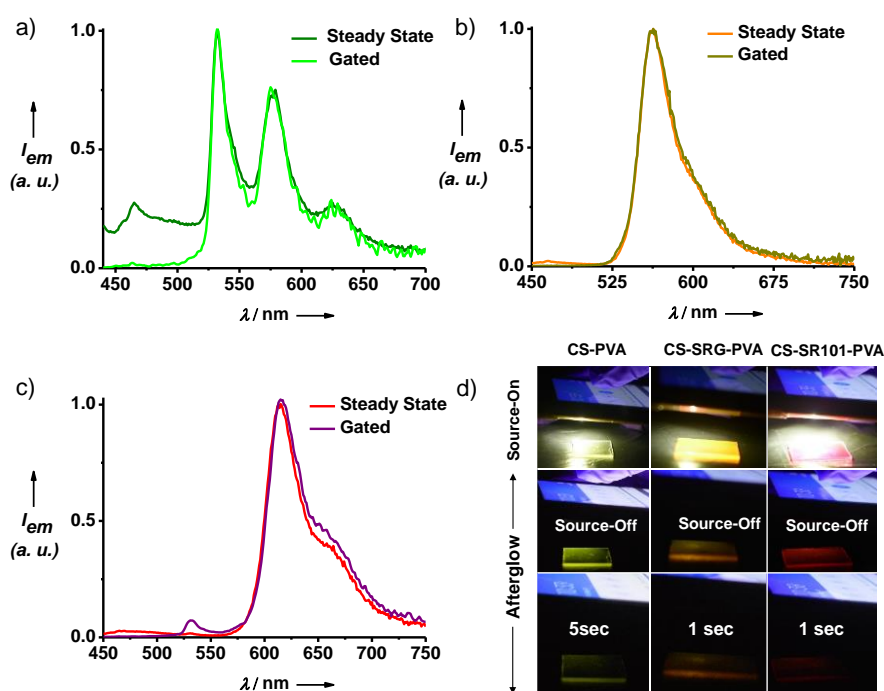 a)
1.0
0.5
0.0
I_em
(a. u.)
Steady State
Gated
450 500 550 600 650 700
λ / nm
b)
1.0
0.5
0.0
I_em
(a. u.)
Steady State
Gated
450 525 600 675 750
λ / nm
c)
1.0
0.5
0.0
I_em
(a. u.)
Steady State
Gated
450 500 550 600 650 700 750
λ / nm
d)
CS-PVA CS-SRG-PVA CS-SR101-PVA
Source-On
Afterglow
Source-Off Source-Off Source-Off
5sec 1 sec 1 sec